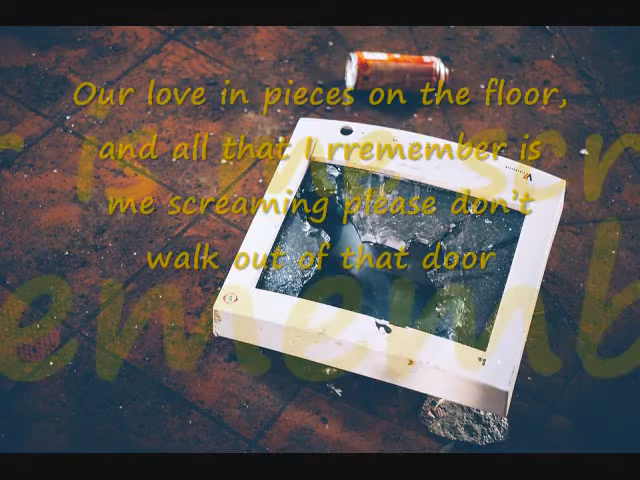 Our love in pieces on the floor,
and all that I rremember is
me screaming please don't
walk out of that door